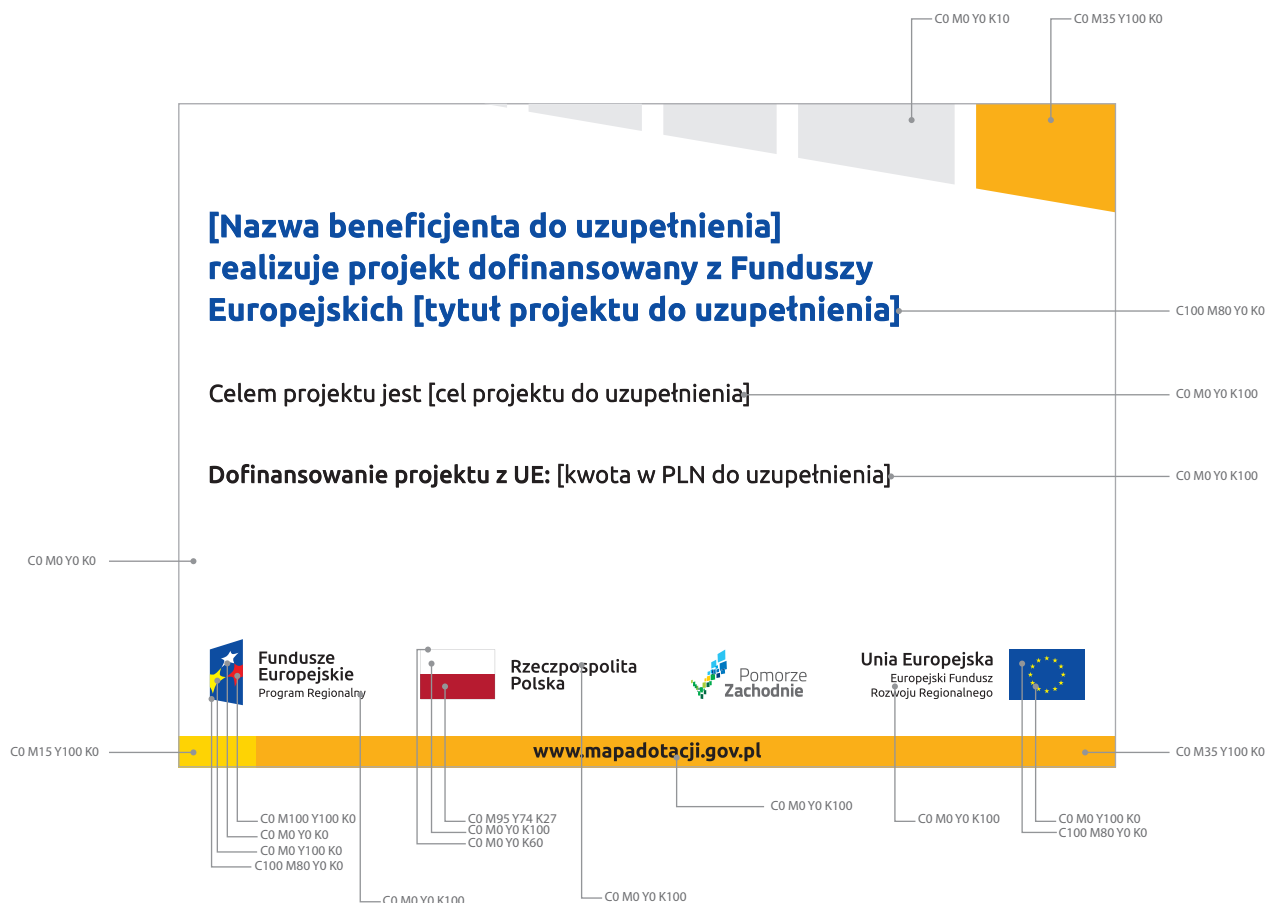 C0 M0 Y0 K10
C0 M35 Y100 K0
[Nazwa beneficjenta do uzupełnienia]
realizuje projekt dofinansowany z Funduszy
Europejskich [tytuł projektu do uzupełnienia]
C100 M80 Y0 K0
Celem projektu jest [cel projektu do uzupełnienia]
C0 M0 Y0 K100
Dofinansowanie projektu z UE: [kwota w PLN do uzupełnienia]
C0 M0 Y0 K100
C0 M0 Y0 K0
Fundusze
Europejskie
Program Regionalny
Rzeczpospolita
Polska
Pomorze
Zachodnie
Unia Europejska
Europejski Fundusz
Rozwoju Regionalnego
C0 M15 Y100 K0
www.mapadotacji.gov.pl
C0 M35 Y100 K0
C0 M100 Y100 K0
C0 M0 Y0 K0
C0 M0 Y100 K0
C100 M80 Y0 K0
C0 M0 Y0 K100
C0 M95 Y74 K27
C0 M0 Y0 K100
C0 M0 Y0 K60
C0 M0 Y0 K100
C0 M0 Y0 K100
C0 M0 Y0 K100
C0 M0 Y100 K0
C100 M80 Y0 K0